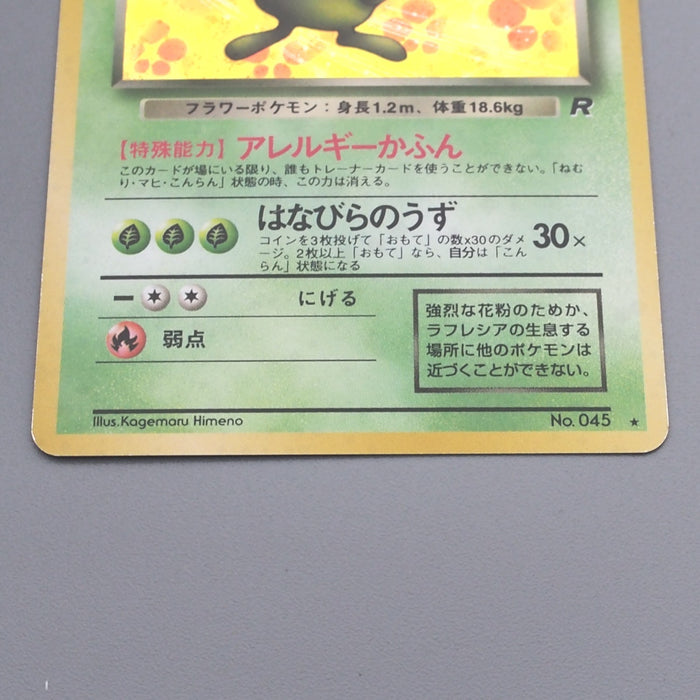 フラワーポケモン：身長1.2m、体重18.6kg
R
【特殊能力】アレルギーかふん
このカードが場にいる限り、誰もトレーナーカードを使うことができない。「ねむ
り・マヒ・こんらん」状態の時、この力は消える。
はなびらのうず
コインを3枚投げて「おもて」の数x30のダメ
ージ。2枚以上「おもて」なら、自分は「こん
らん」状態になる
30×
にげる
弱点
強烈な花粉のためか、
ラフレシアの生息する
場所に他のポケモンは
近づくことができない。
Illus.Kagemaru Himeno
No.045 ★